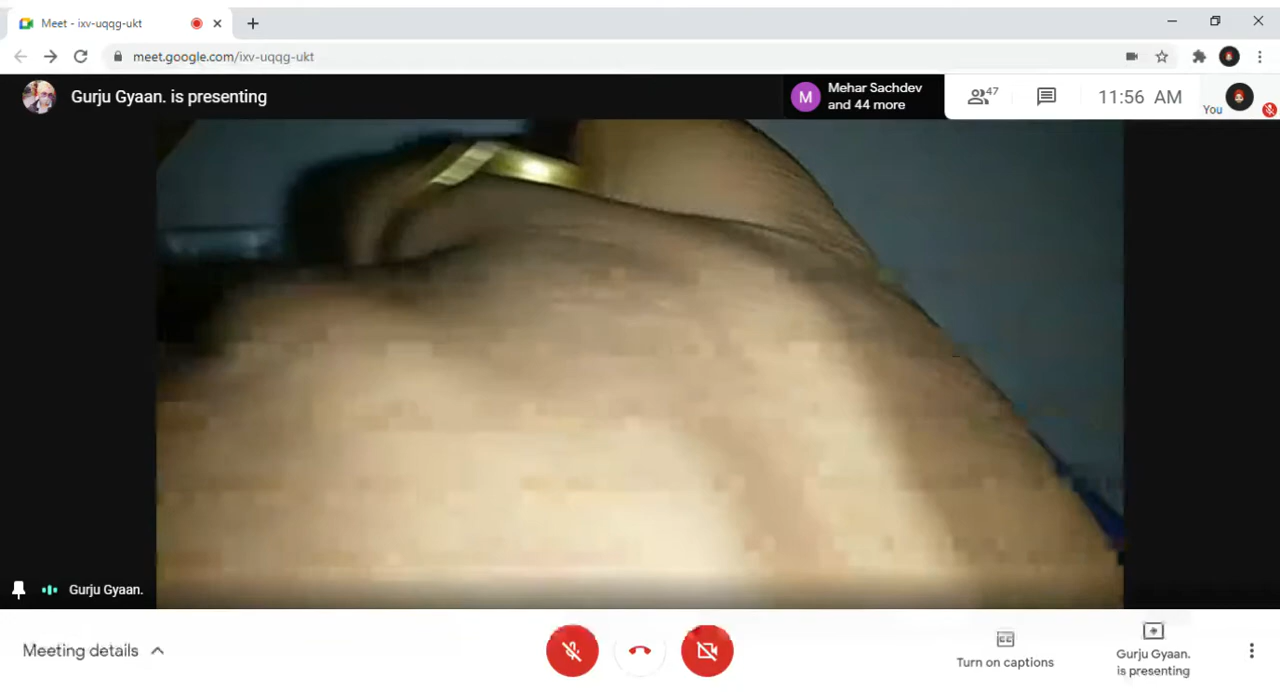 Meet - ixv-uqqg-ukt
meet.google.com/ixv-uqqg-ukt
Gurju Gyaan. is presenting
M
Mehar Sachdev
and 44 more
47
11:56 AM
You
Gurju Gyaan.
Meeting details
Turn on captions
Gurju Gyaan.
is presenting